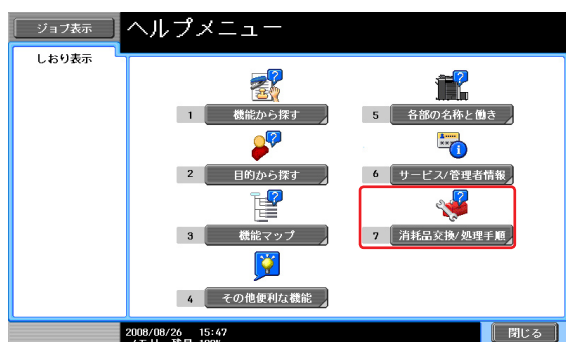 ジョブ表示
ヘルプメニュー
しおり表示
1 機能から探す
2 目的から探す
3 機能マップ
4 その他便利な機能
5 各部の名称と働き
6 サービス/管理者情報
7 消耗品交換/処理手順
2008/08/26 15:47
閉じる